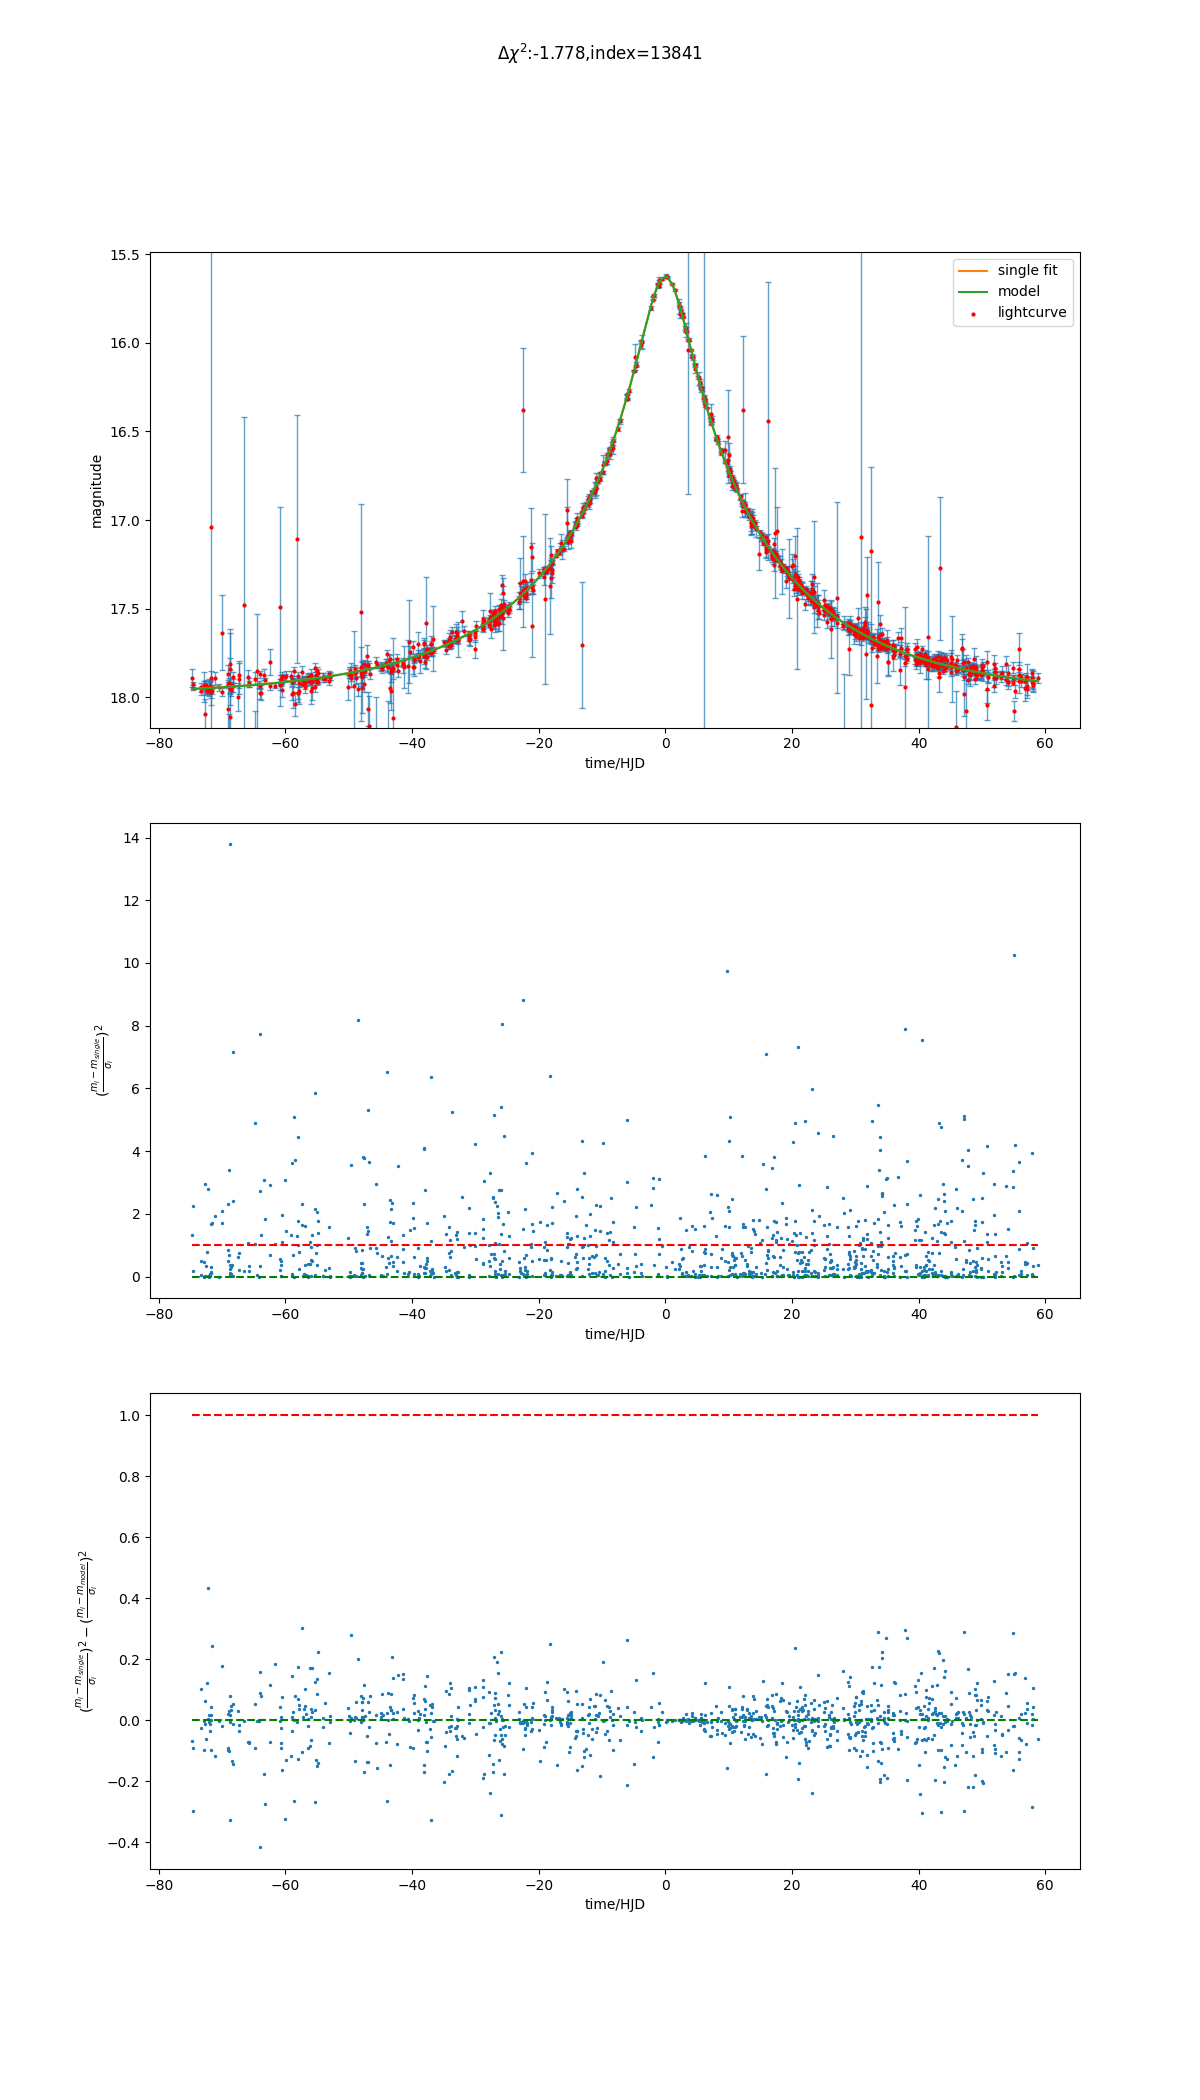 Δχ²:-1.778,index=13841
15.5
16.0
16.5
17.0
17.5
18.0
magnitude
single fit
model
lightcurve
−80 −60 −40 −20 0 20 40 60
time/HJD
14
12
10
8
6
4
2
0
(\frac{m_i − m_{single}}{σ_i})²
−80 −60 −40 −20 0 20 40 60
time/HJD
1.0
0.8
0.6
0.4
0.2
0.0
−0.2
−0.4
(\frac{m_i − m_{single}}{σ_i})² − (\frac{m_i − m_{model}}{σ_i})²
−80 −60 −40 −20 0 20 40 60
time/HJD